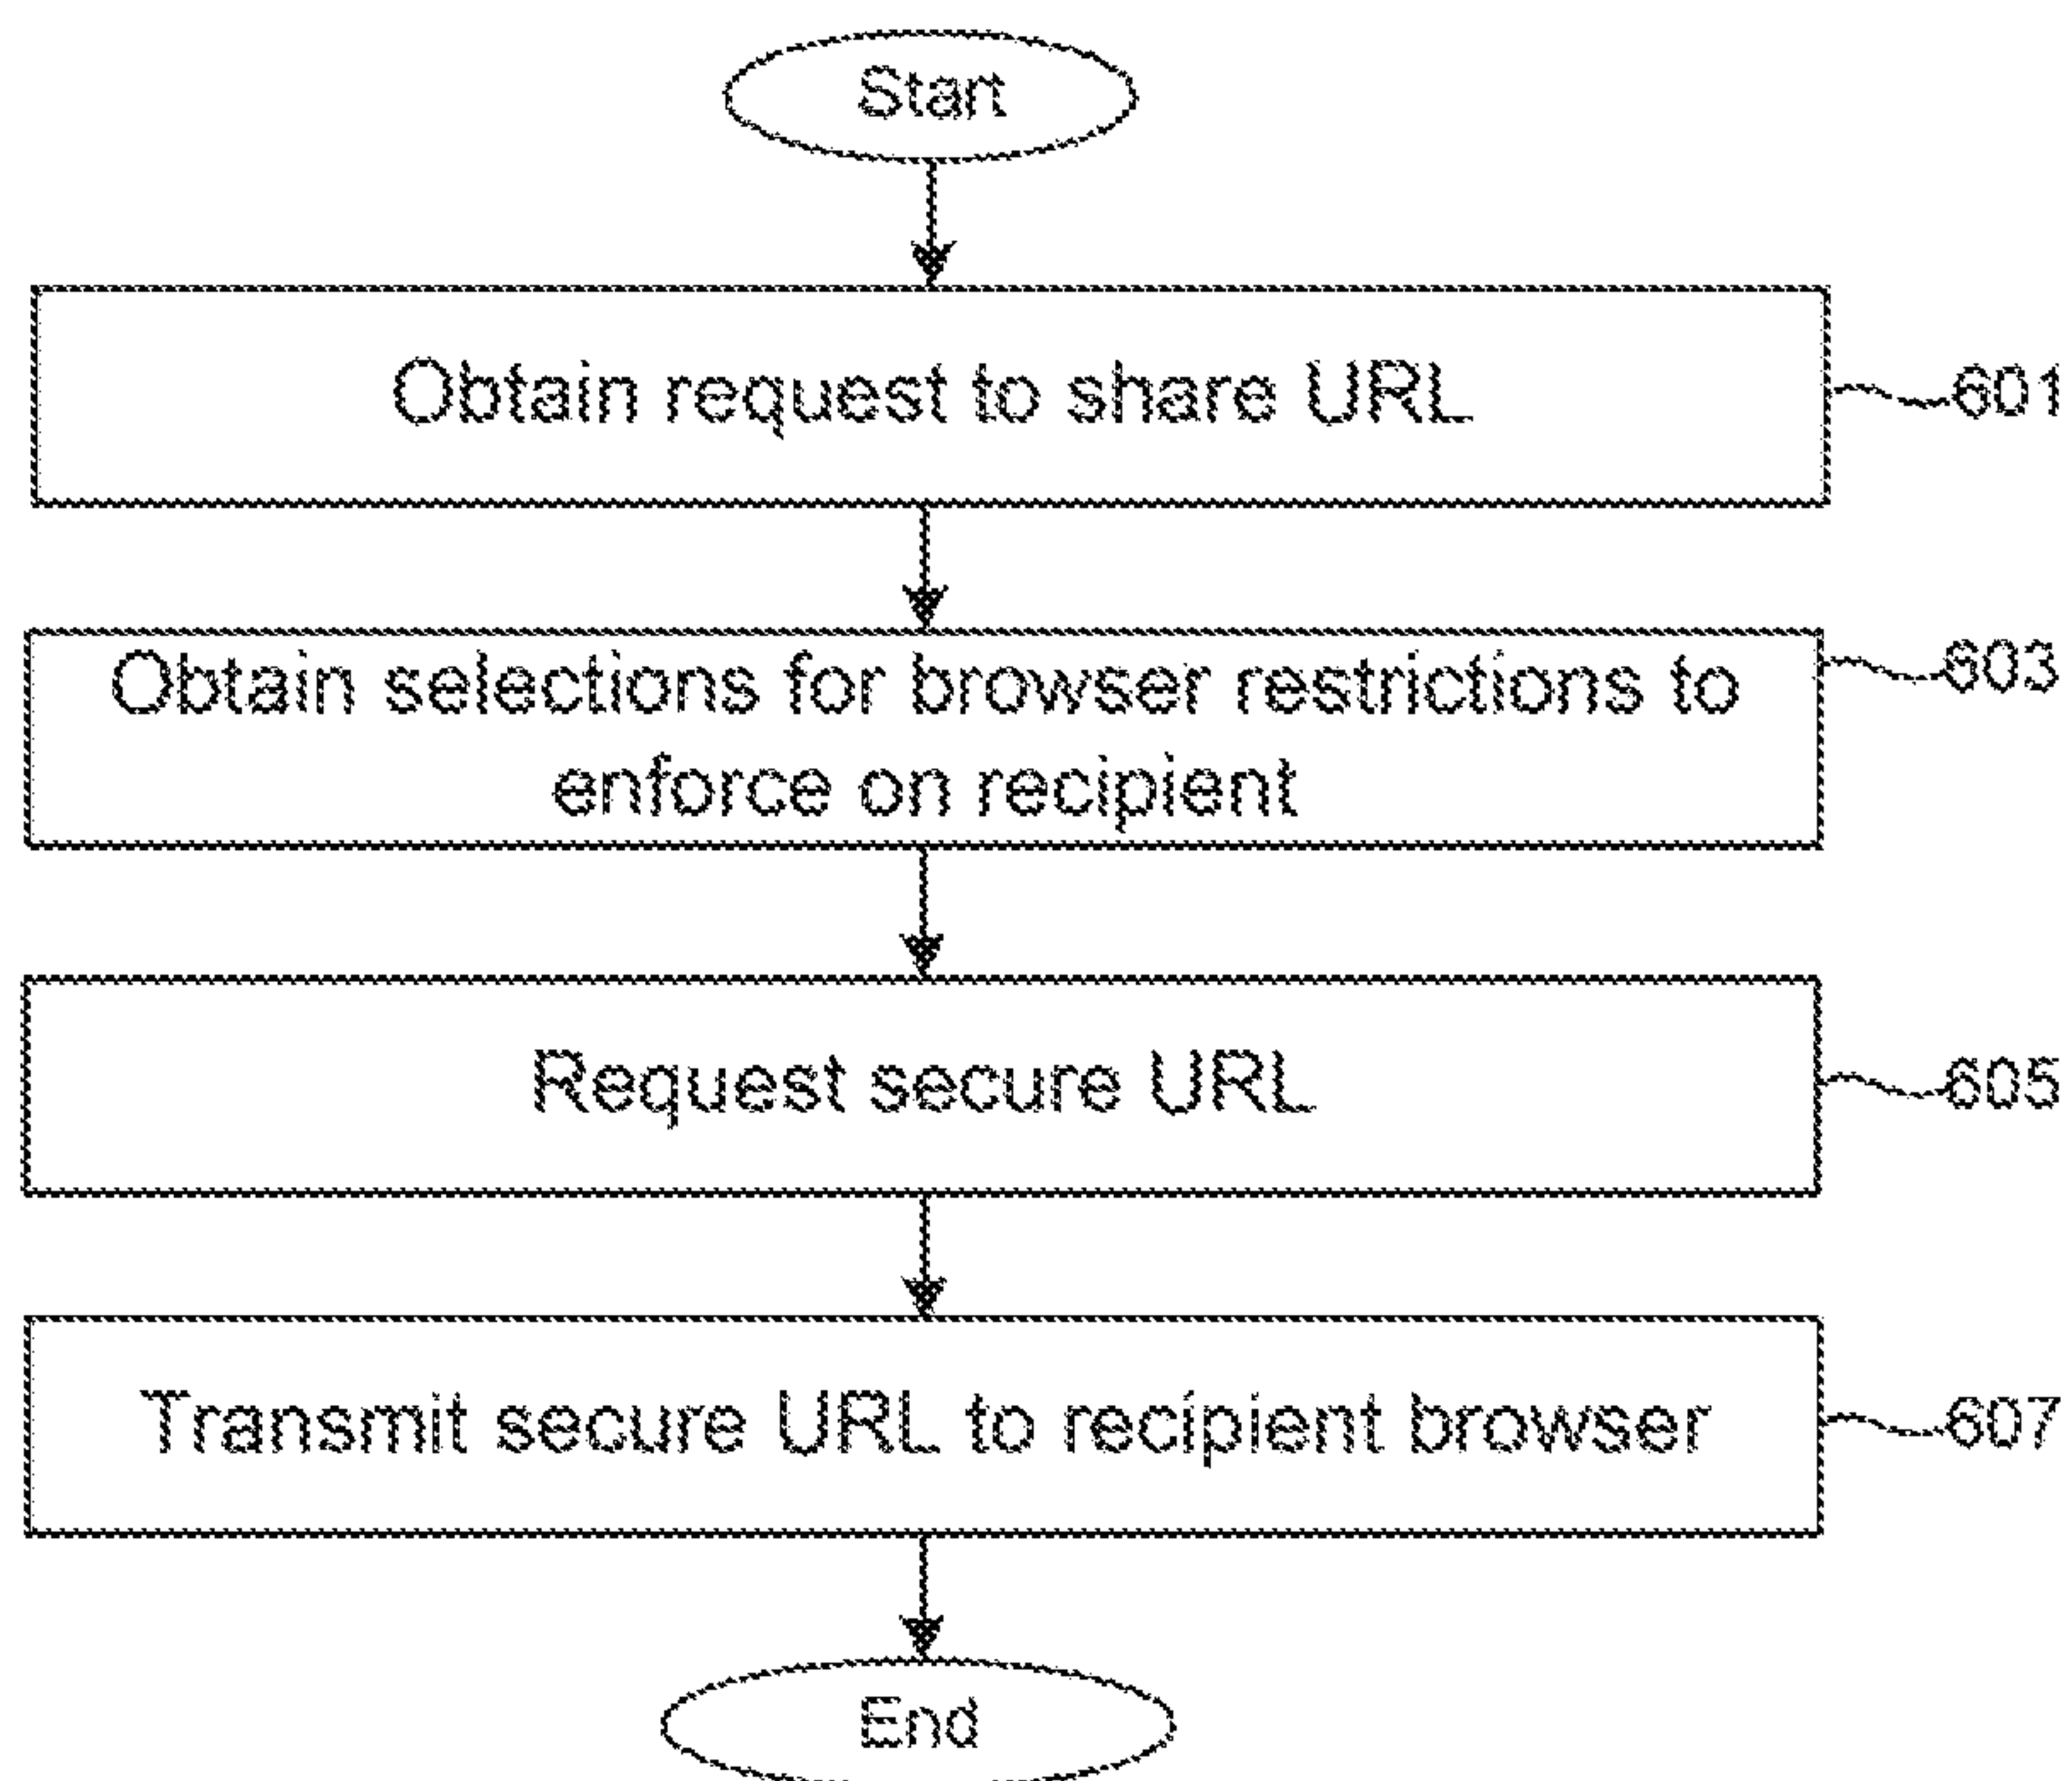 Start
Obtain request to share URL
601
Obtain selections for browser restrictions to
enforce on recipient
603
Request secure URL
605
Transmit secure URL to recipient browser
607
End